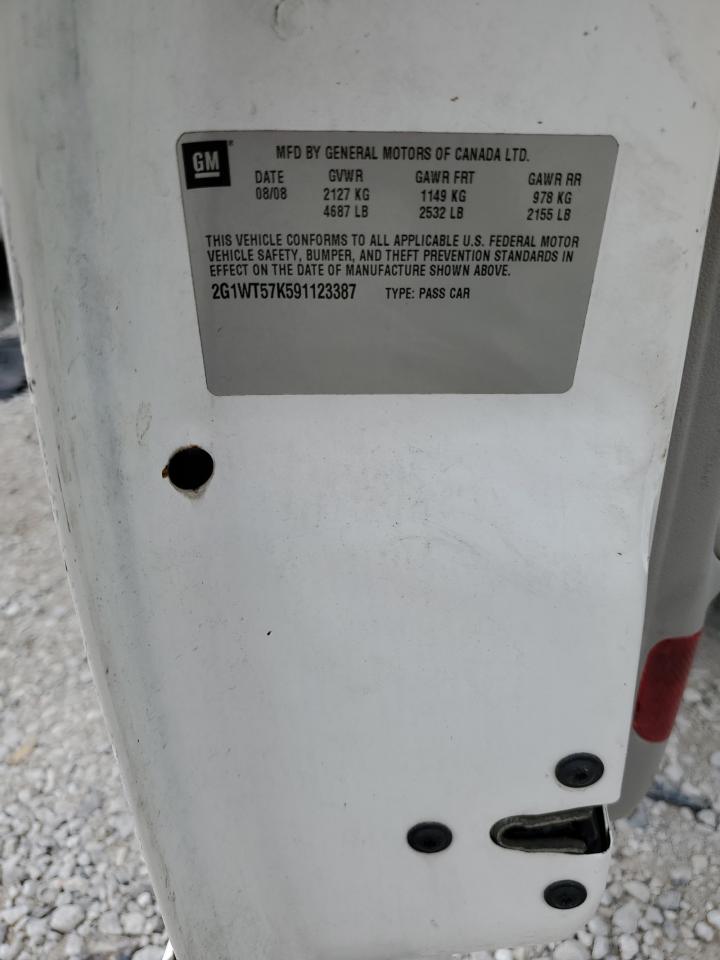 GM MFD BY GENERAL MOTORS OF CANADA LTD.
DATE GVWR GAWR FRT GAWR RR
08/08 2127 KG 1149 KG 978 KG
4687 LB 2532 LB 2155 LB
THIS VEHICLE CONFORMS TO ALL APPLICABLE U.S. FEDERAL MOTOR
VEHICLE SAFETY, BUMPER, AND THEFT PREVENTION STANDARDS IN
EFFECT ON THE DATE OF MANUFACTURE SHOWN ABOVE.
2G1WT57K591123387 TYPE: PASS CAR